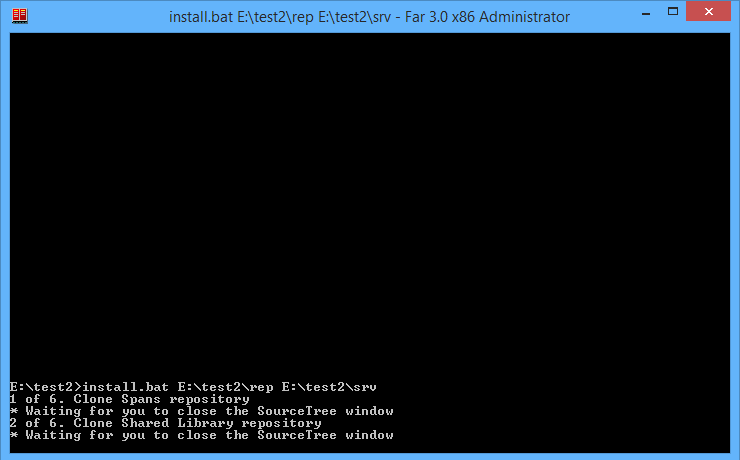 install.bat E:\test2\rep E:\test2\srv - Far 3.0 x86 Administrator
E:\test2>install.bat E:\test2\rep E:\test2\srv
1 of 6. Clone Spans repository
* Waiting for you to close the SourceTree window
2 of 6. Clone Shared Library repository
* Waiting for you to close the SourceTree window